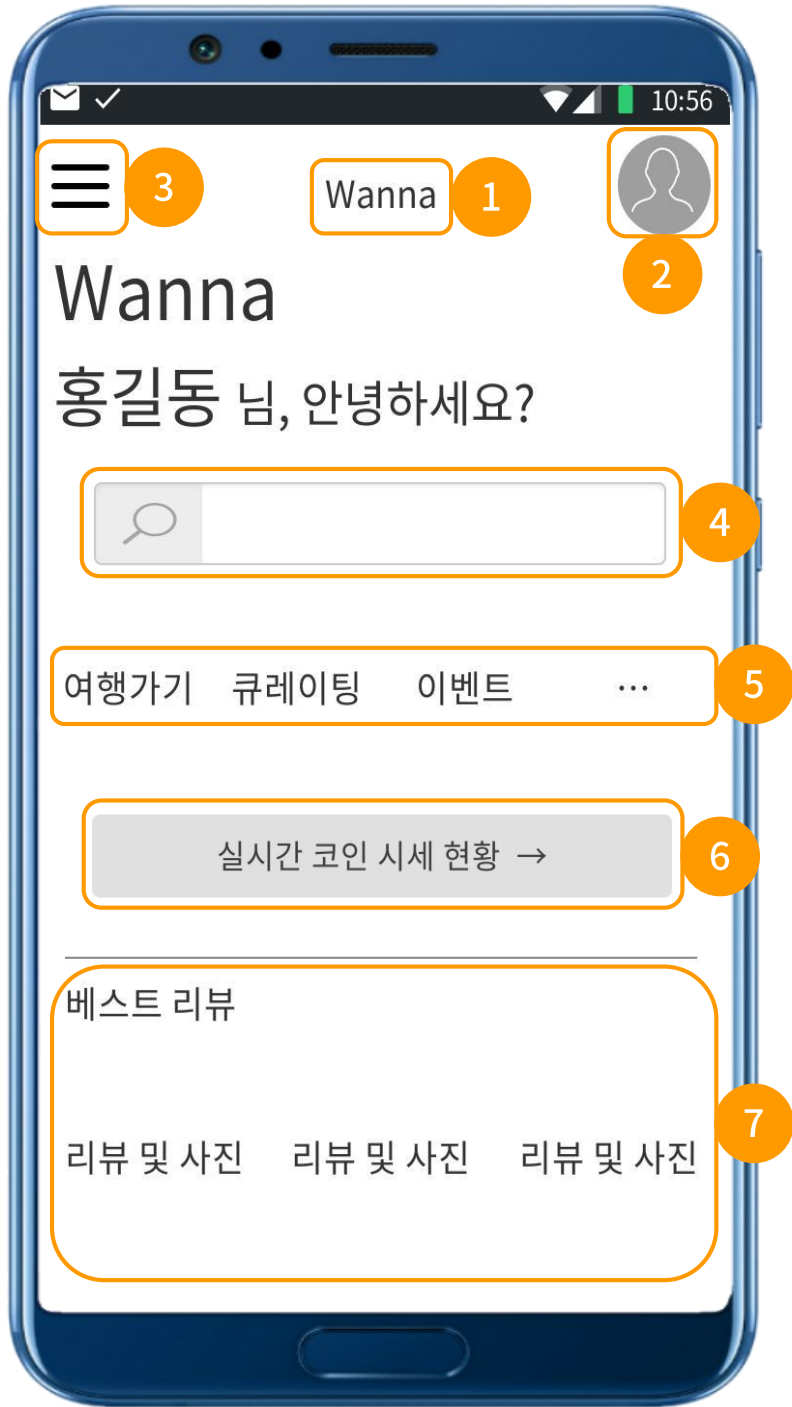 10:56
3
Wanna
1
2
Wanna
홍길동 님, 안녕하세요?
4
여행가기 큐레이팅 이벤트 ...
5
실시간 코인 시세 현황 →
6
베스트 리뷰
7
리뷰 및 사진 리뷰 및 사진 리뷰 및 사진